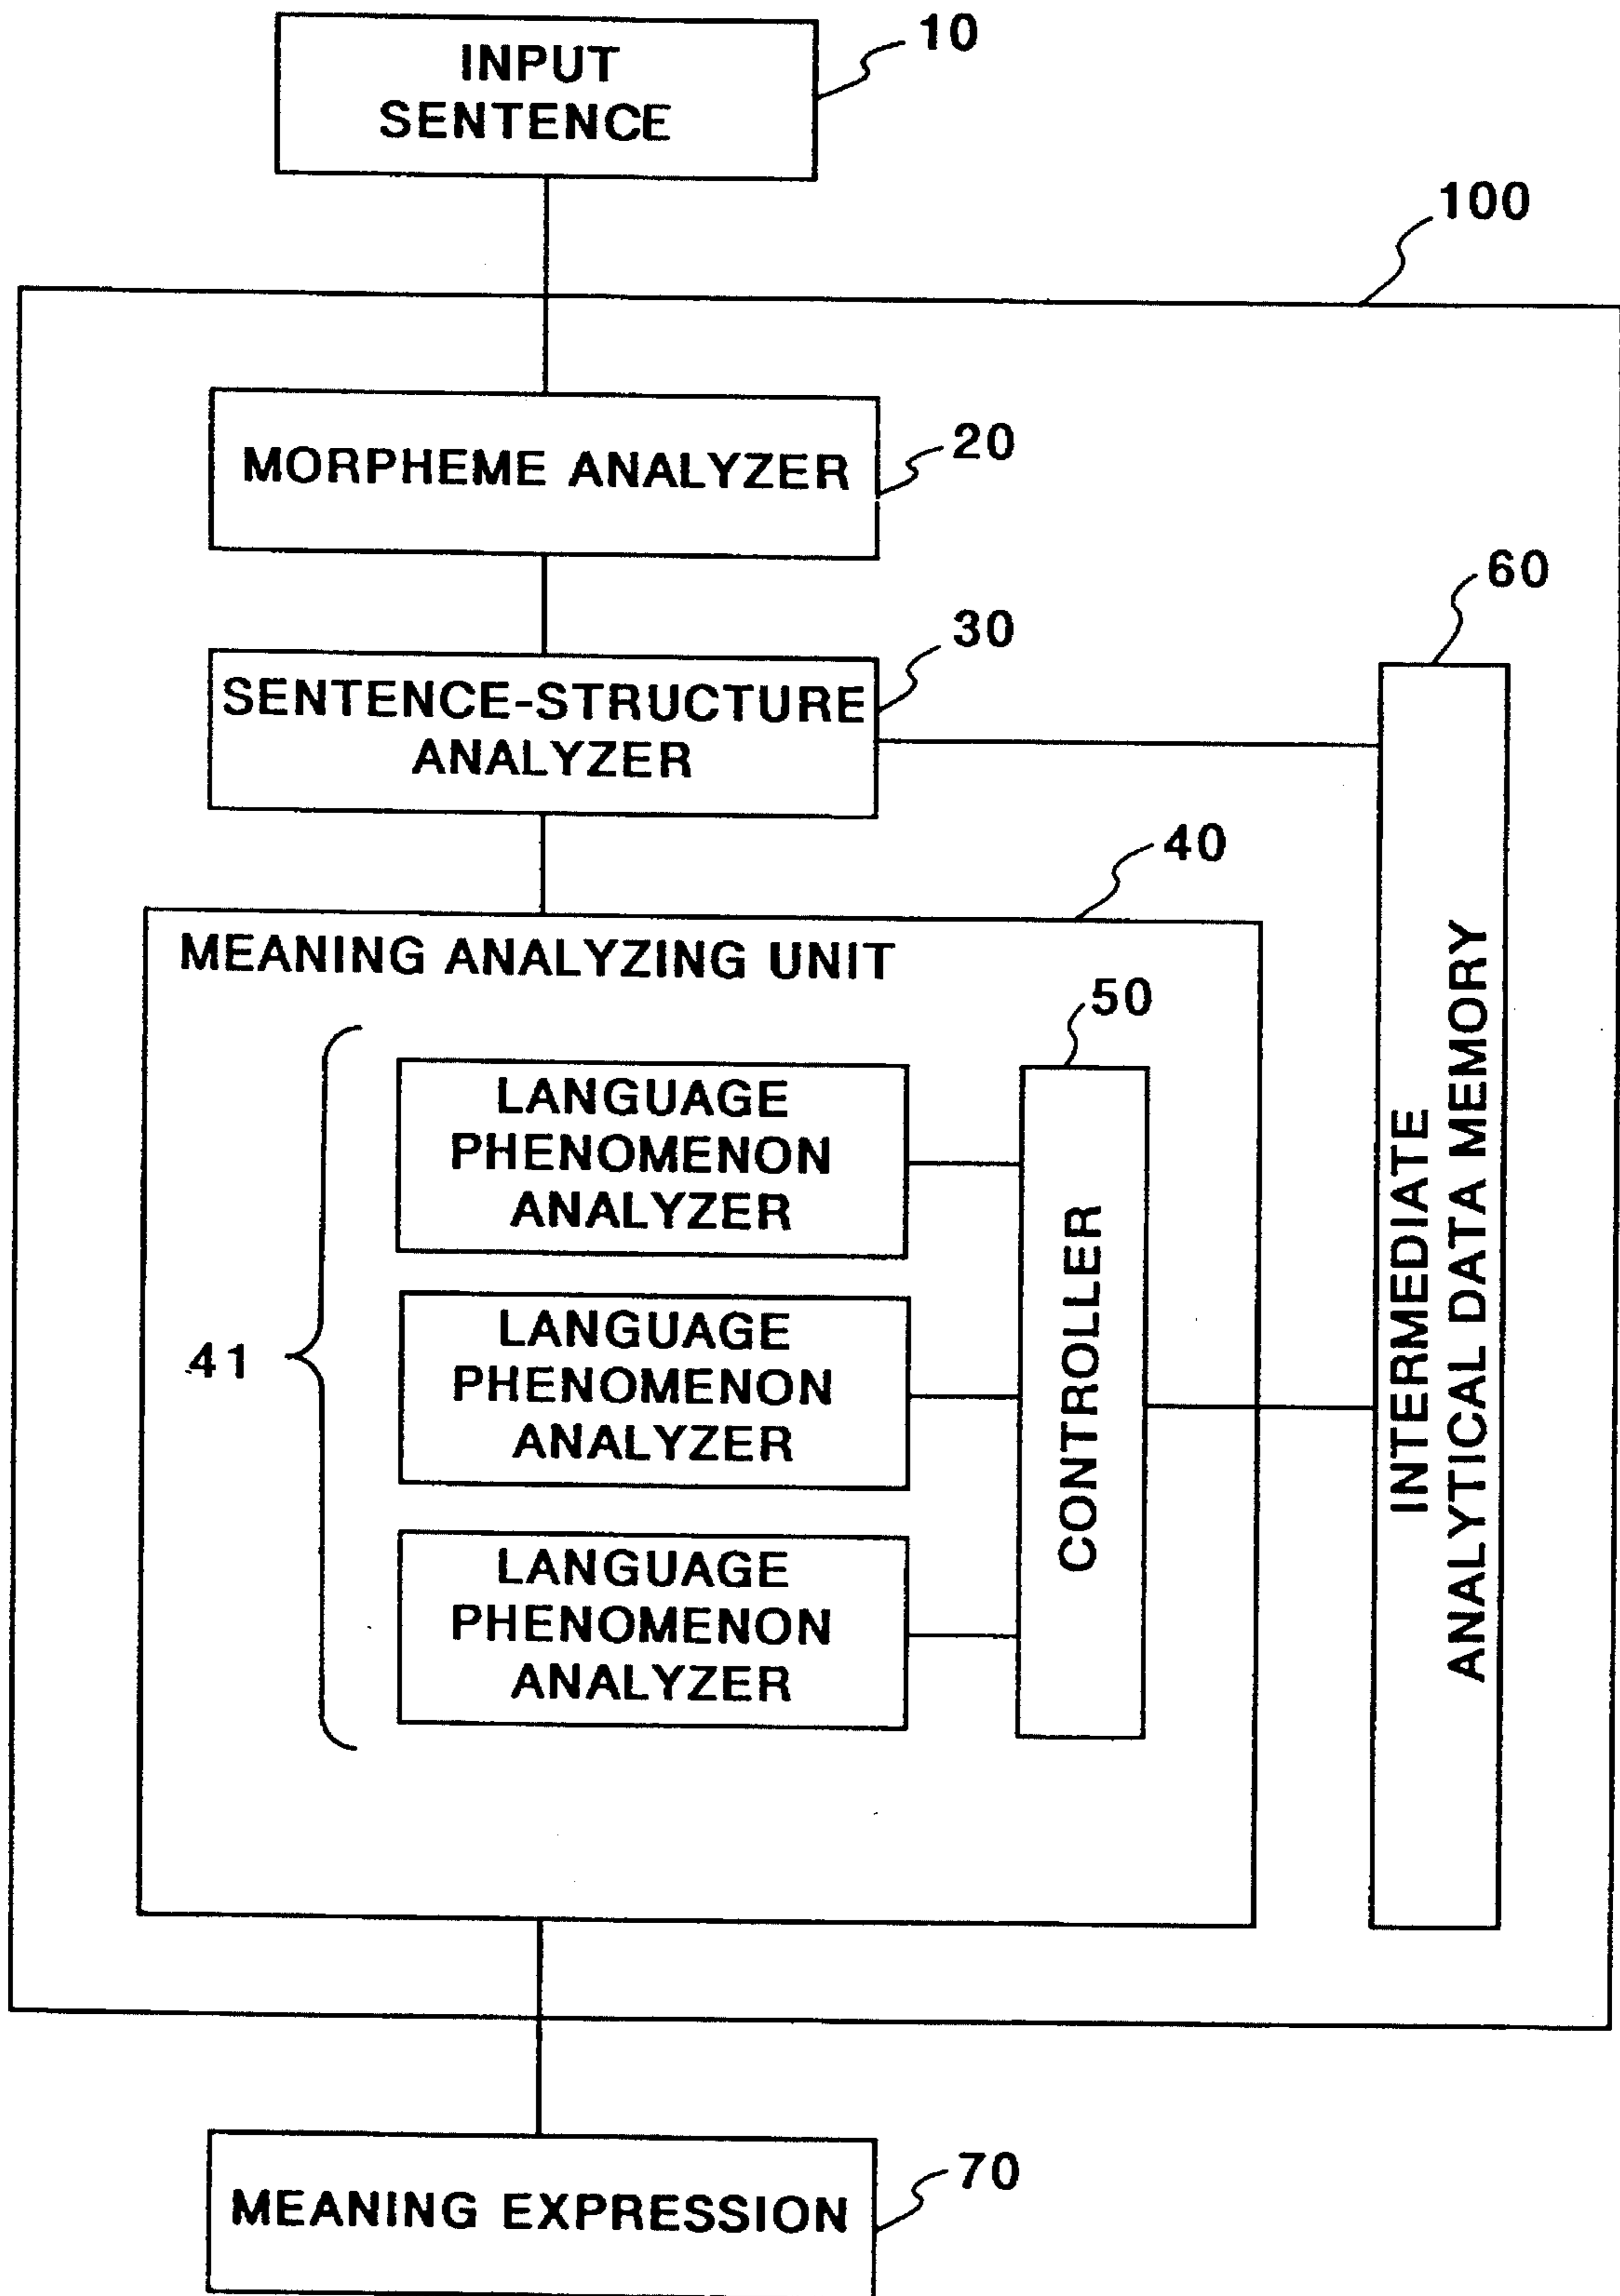 INPUT
SENTENCE
10
100
MORPHEME ANALYZER
20
SENTENCE-STRUCTURE
ANALYZER
30
60
MEANING ANALYZING UNIT
40
50
41
LANGUAGE
PHENOMENON
ANALYZER
LANGUAGE
PHENOMENON
ANALYZER
LANGUAGE
PHENOMENON
ANALYZER
CONTROLLER
INTERMEDIATE
ANALYTICAL DATA MEMORY
MEANING EXPRESSION
70